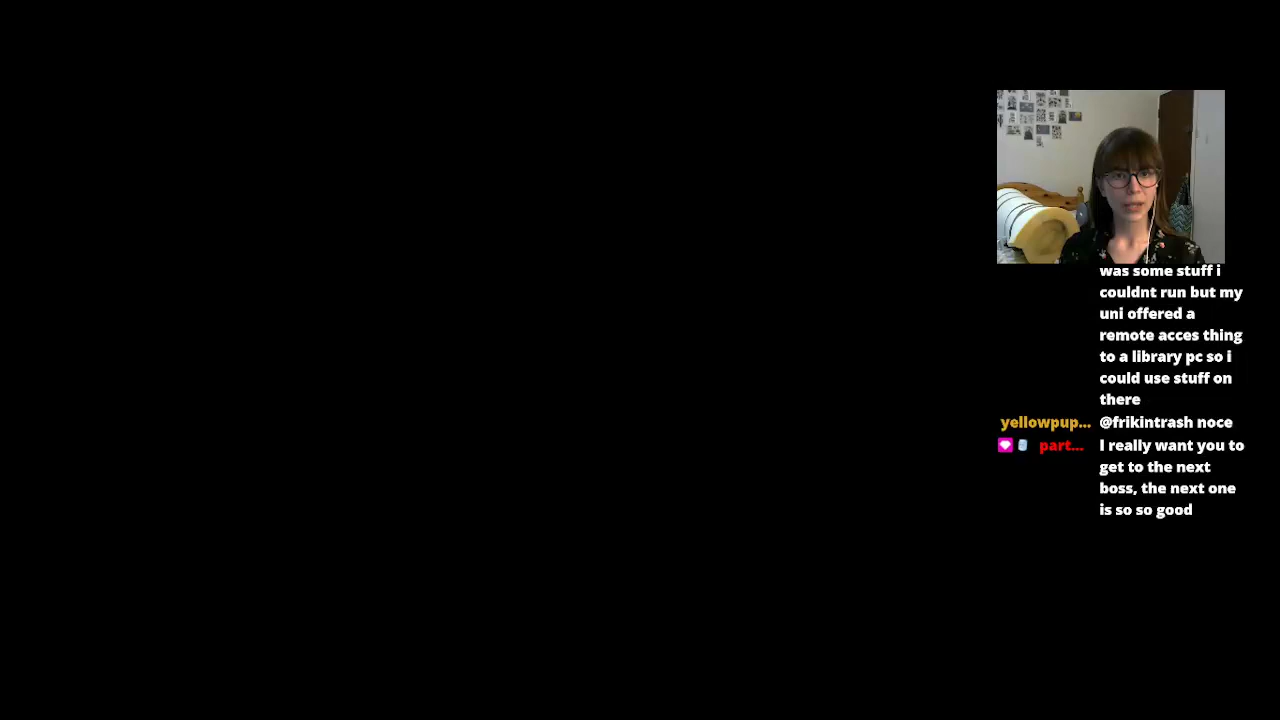 was some stuff i
couldnt run but my
uni offered a
remote acces thing
to a library pc so i
could use stuff on
there
yellowpup... @frikintrash noce
part... I really want you to
get to the next
boss, the next one
is so so good